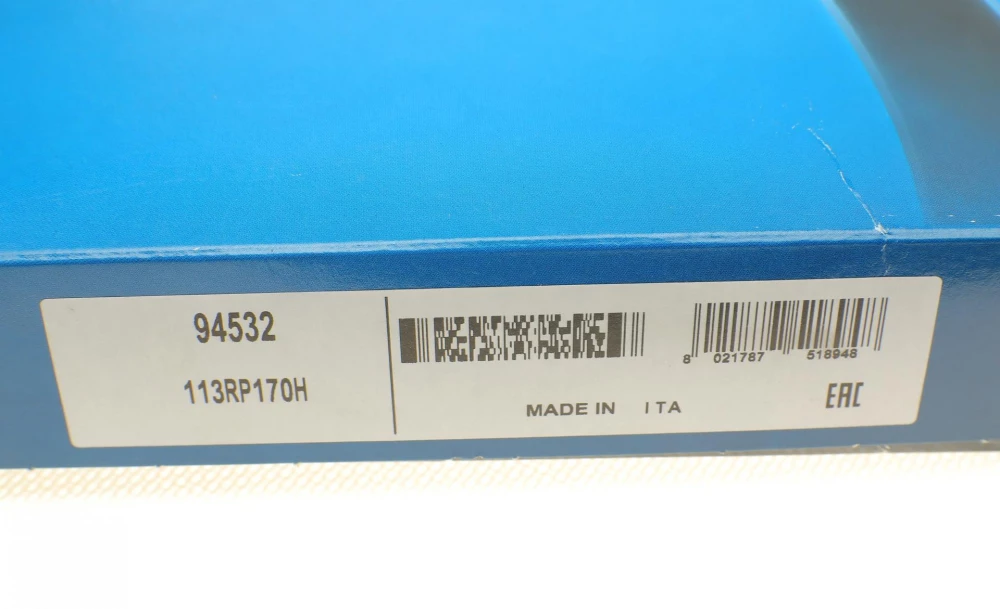 94532
113RP170H
8 021787 518948
MADE IN ITA
EAC